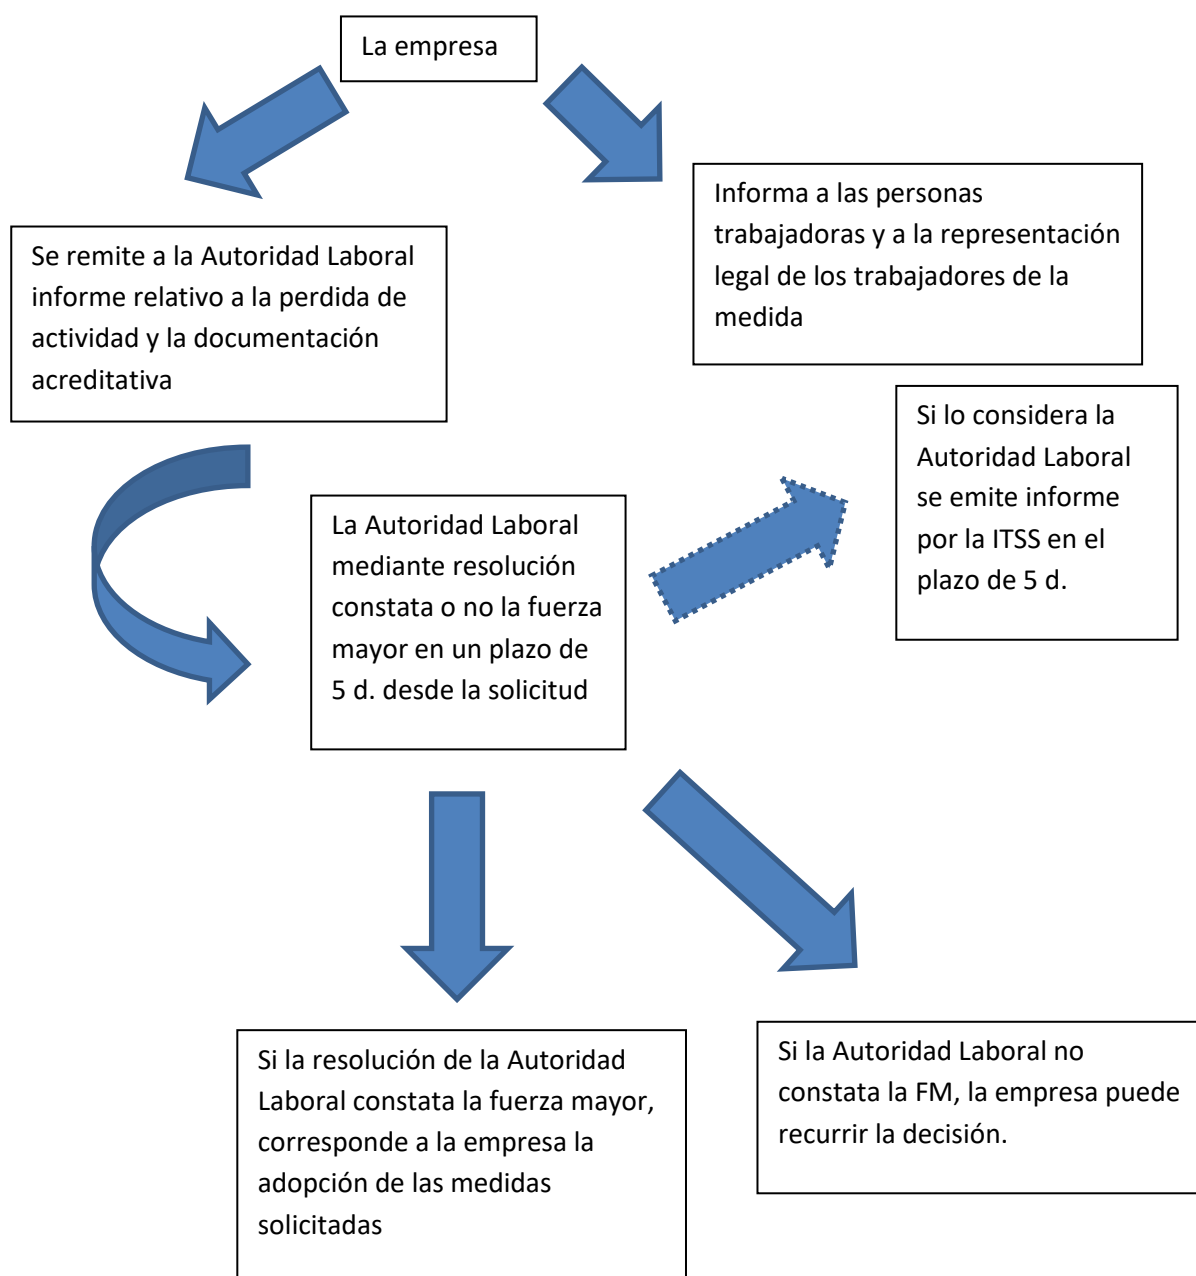 La empresa
Informa a las personas
trabajadoras y a la representación
legal de los trabajadores de la
medida
Se remite a la Autoridad Laboral
informe relativo a la perdida de
actividad y la documentación
acreditativa
Si lo considera la
Autoridad Laboral
se emite informe
por la ITSS en el
plazo de 5 d.
La Autoridad Laboral
mediante resolución
constata o no la fuerza
mayor en un plazo de
5 d. desde la solicitud
Si la resolución de la Autoridad
Laboral constata la fuerza mayor,
corresponde a la empresa la
adopción de las medidas
solicitadas
Si la Autoridad Laboral no
constata la FM, la empresa puede
recurrir la decisión.